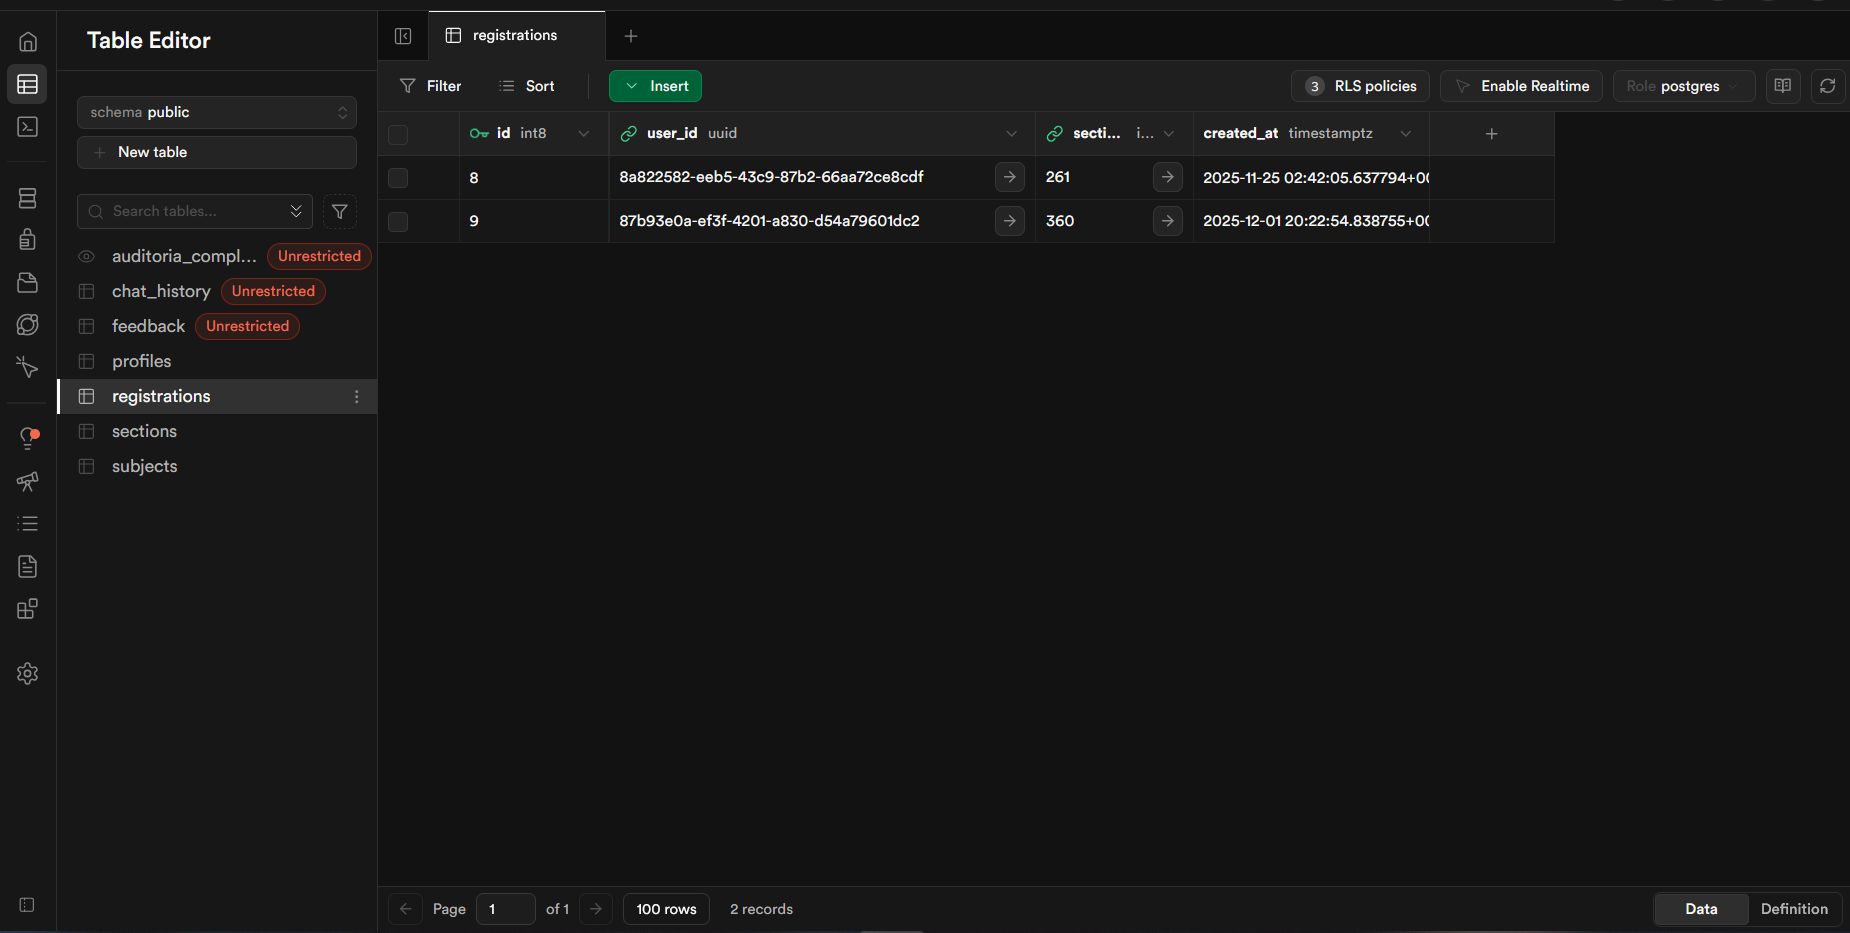 Table Editor
registrations
Filter
Sort
Insert
3 RLS policies
Enable Realtime
Role postgres
schema public
New table
Search tables...
auditoria_compl... Unrestricted
chat_history Unrestricted
feedback Unrestricted
profiles
registrations
sections
subjects
id int8 user_id uuid secti... i... created_at timestamptz
8 8a822582-eeb5-43c9-87b2-66aa72ce8cdf 261 2025-11-25 02:42:05.637794+00
9 87b93e0a-ef3f-4201-a830-d54a79601dc2 360 2025-12-01 20:22:54.838755+00
Page 1 of 1 100 rows 2 records
Data Definition